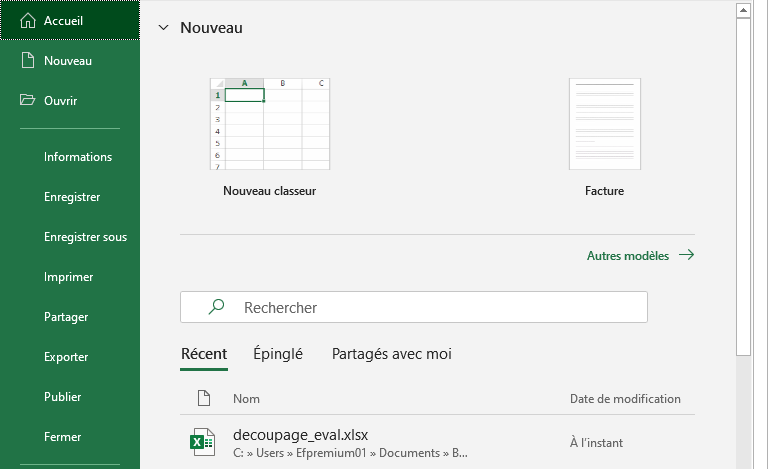 Accueil
Nouveau
Ouvrir
Informations
Enregistrer
Enregistrer sous
Imprimer
Partager
Exporter
Publier
Fermer
Nouveau
A B C
1
2
3
4
5
6
7
Nouveau classeur
Facture
Autres modèles
Rechercher
Récent Épinglé Partagés avec moi
Nom Date de modification
decoupage_eval.xlsx
C: » Users » Efpremium01 » Documents » B...
À l'instant